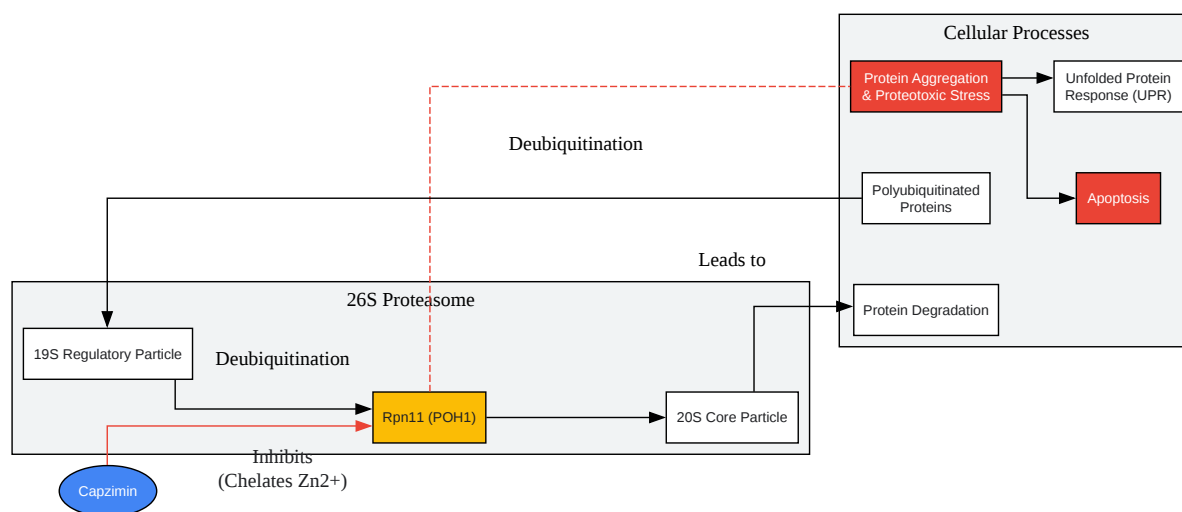 Cellular Processes
Protein Aggregation
& Proteotoxic Stress
Unfolded Protein
Response (UPR)
Deubiquitination
Polyubiquitinated
Proteins
Apoptosis
Leads to
26S Proteasome
Protein Degradation
19S Regulatory Particle
Deubiquitination
Rpn11 (POH1)
20S Core Particle
Inhibits
(Chelates Zn2+)
Capzimin